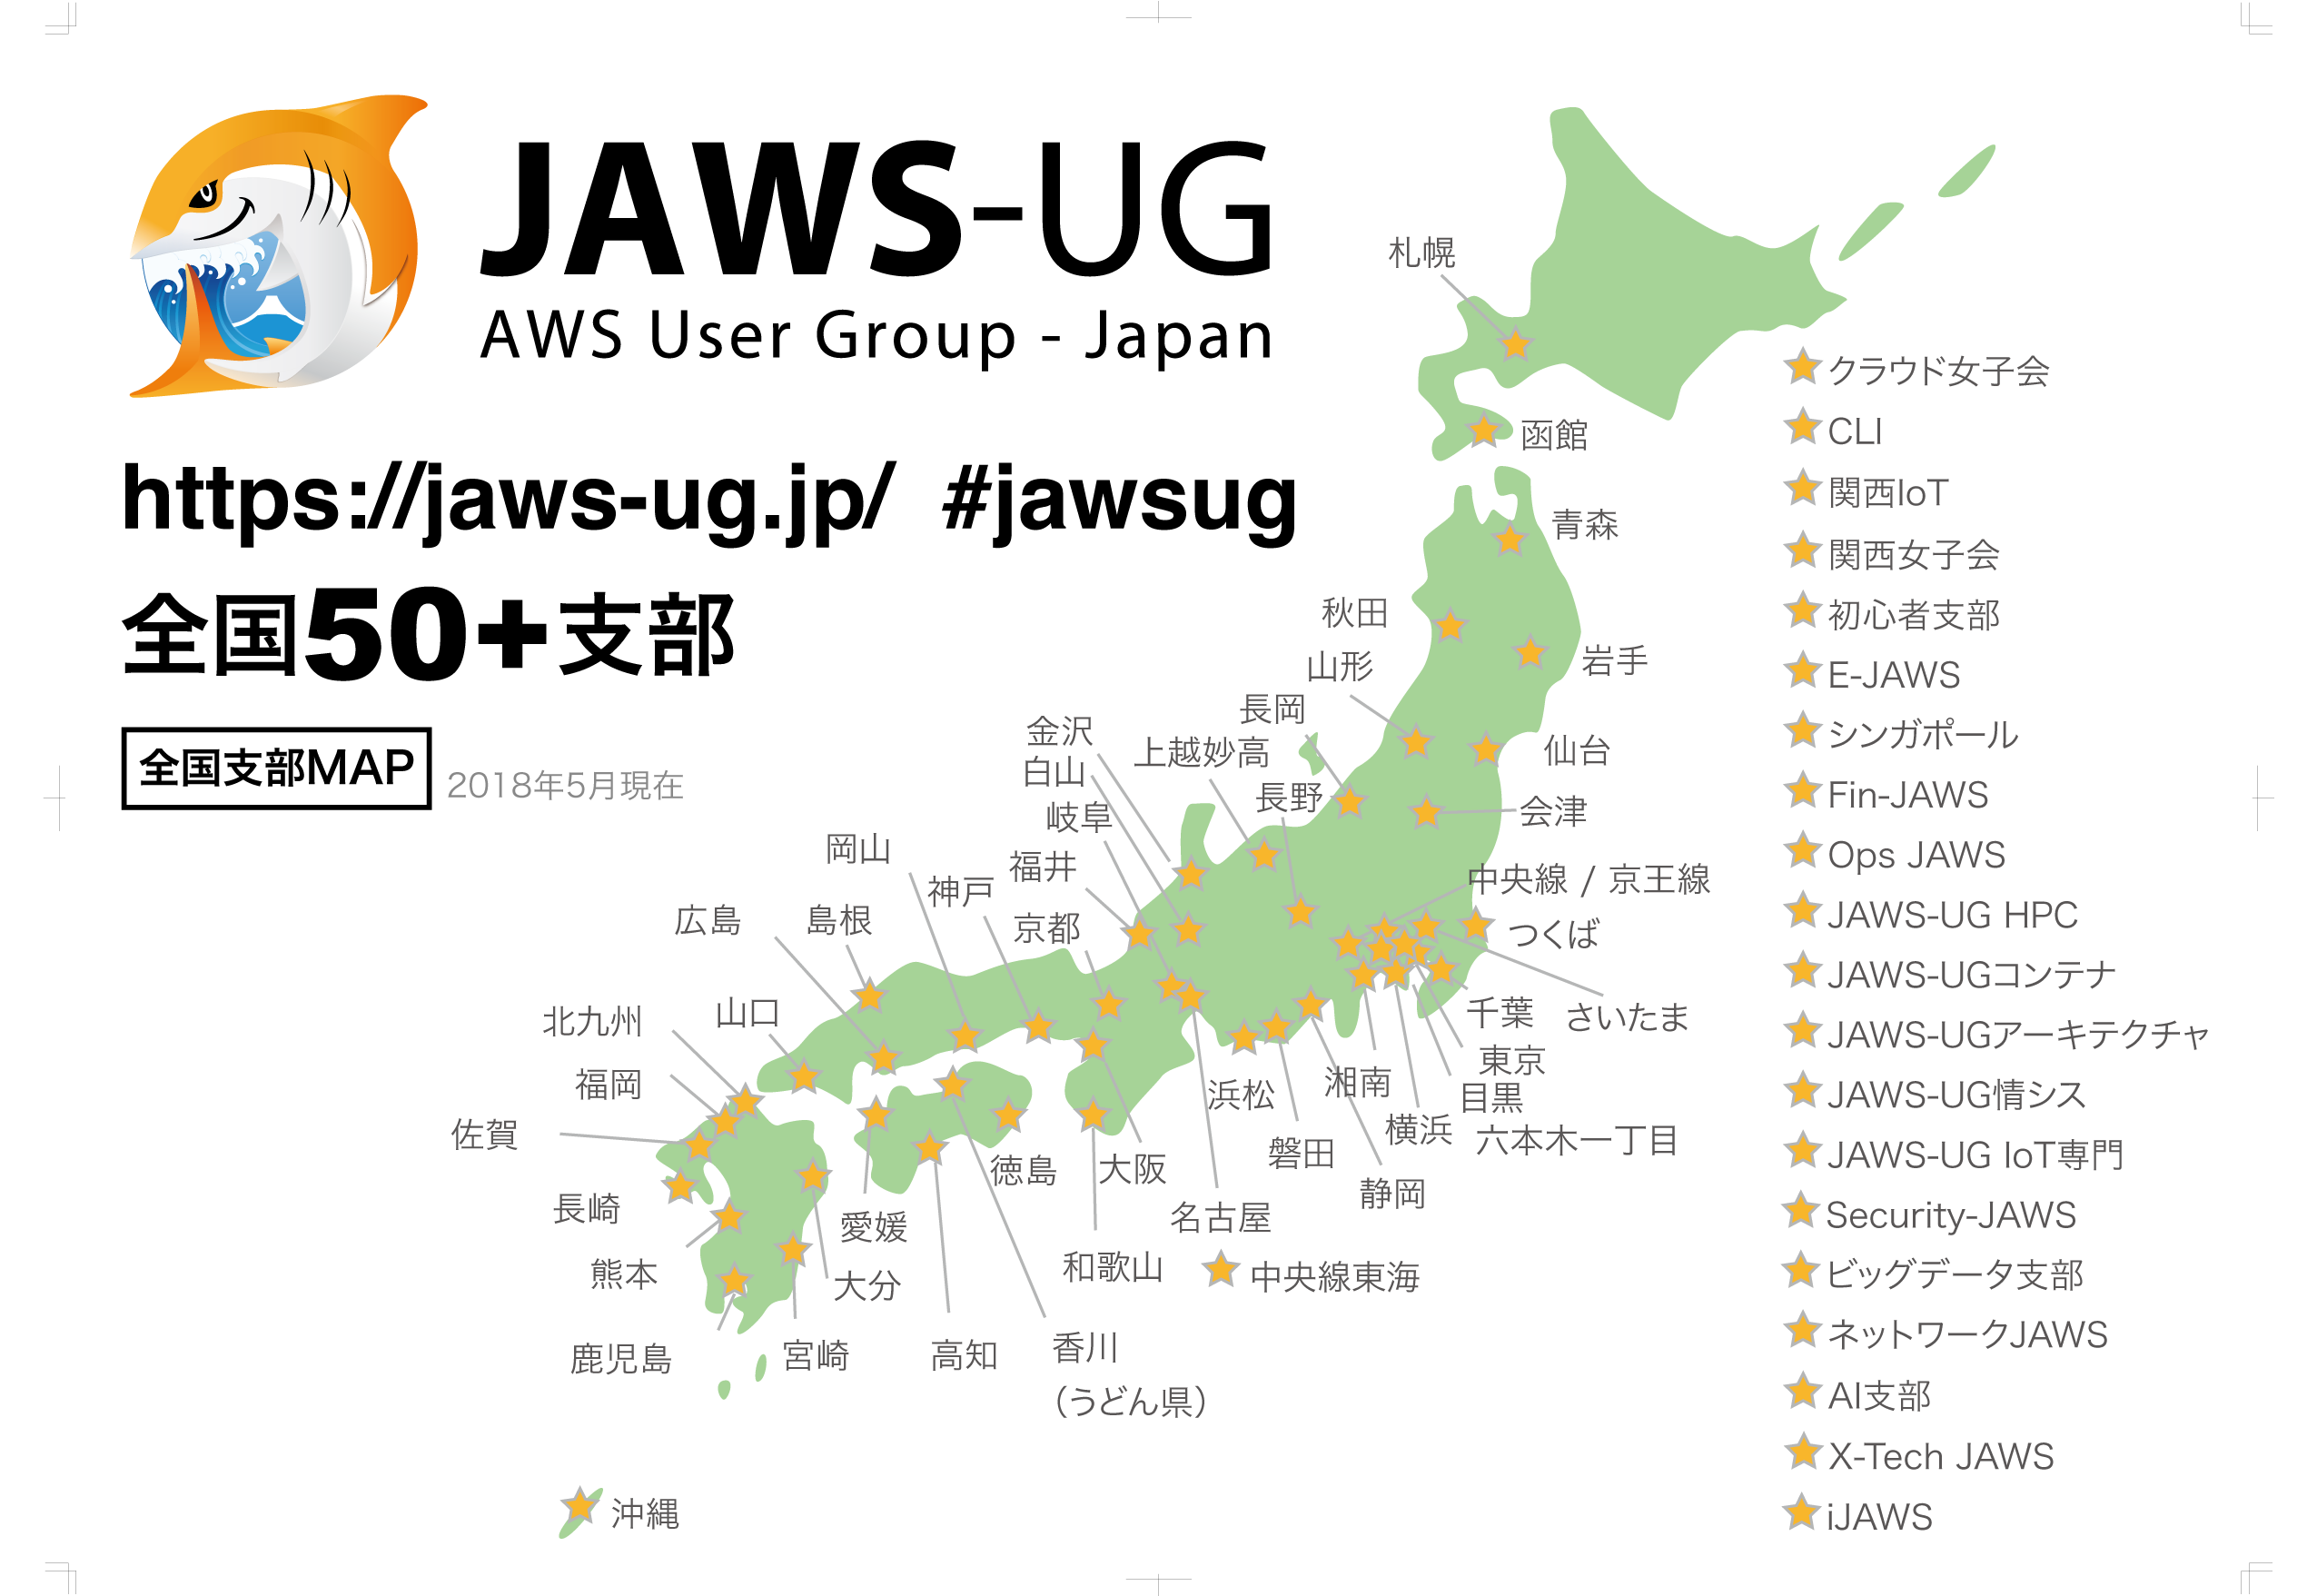 JAWS-UG
AWS User Group - Japan
https://jaws-ug.jp/ #jawsug
全国50+支部
全国支部MAP
2018年5月現在
札幌
函館
青森
秋田
岩手
山形
仙台
長岡
会津
上越妙高
長野
金沢
白山
岐阜
福井
京都
神戸
岡山
島根
広島
山口
北九州
福岡
佐賀
長崎
熊本
鹿児島
宮崎
大分
愛媛
高知
香川
（うどん県）
徳島
和歌山
大阪
名古屋
中央線東海
浜松
磐田
静岡
湘南
横浜
六本木一丁目
目黒
東京
千葉
さいたま
つくば
中央線 / 京王線
沖縄
クラウド女子会
CLI
関西IoT
関西女子会
初心者支部
E-JAWS
シンガポール
Fin-JAWS
Ops JAWS
JAWS-UG HPC
JAWS-UGコンテナ
JAWS-UGアーキテクチャ
JAWS-UG情シス
JAWS-UG IoT専門
Security-JAWS
ビッグデータ支部
ネットワークJAWS
AI支部
X-Tech JAWS
iJAWS